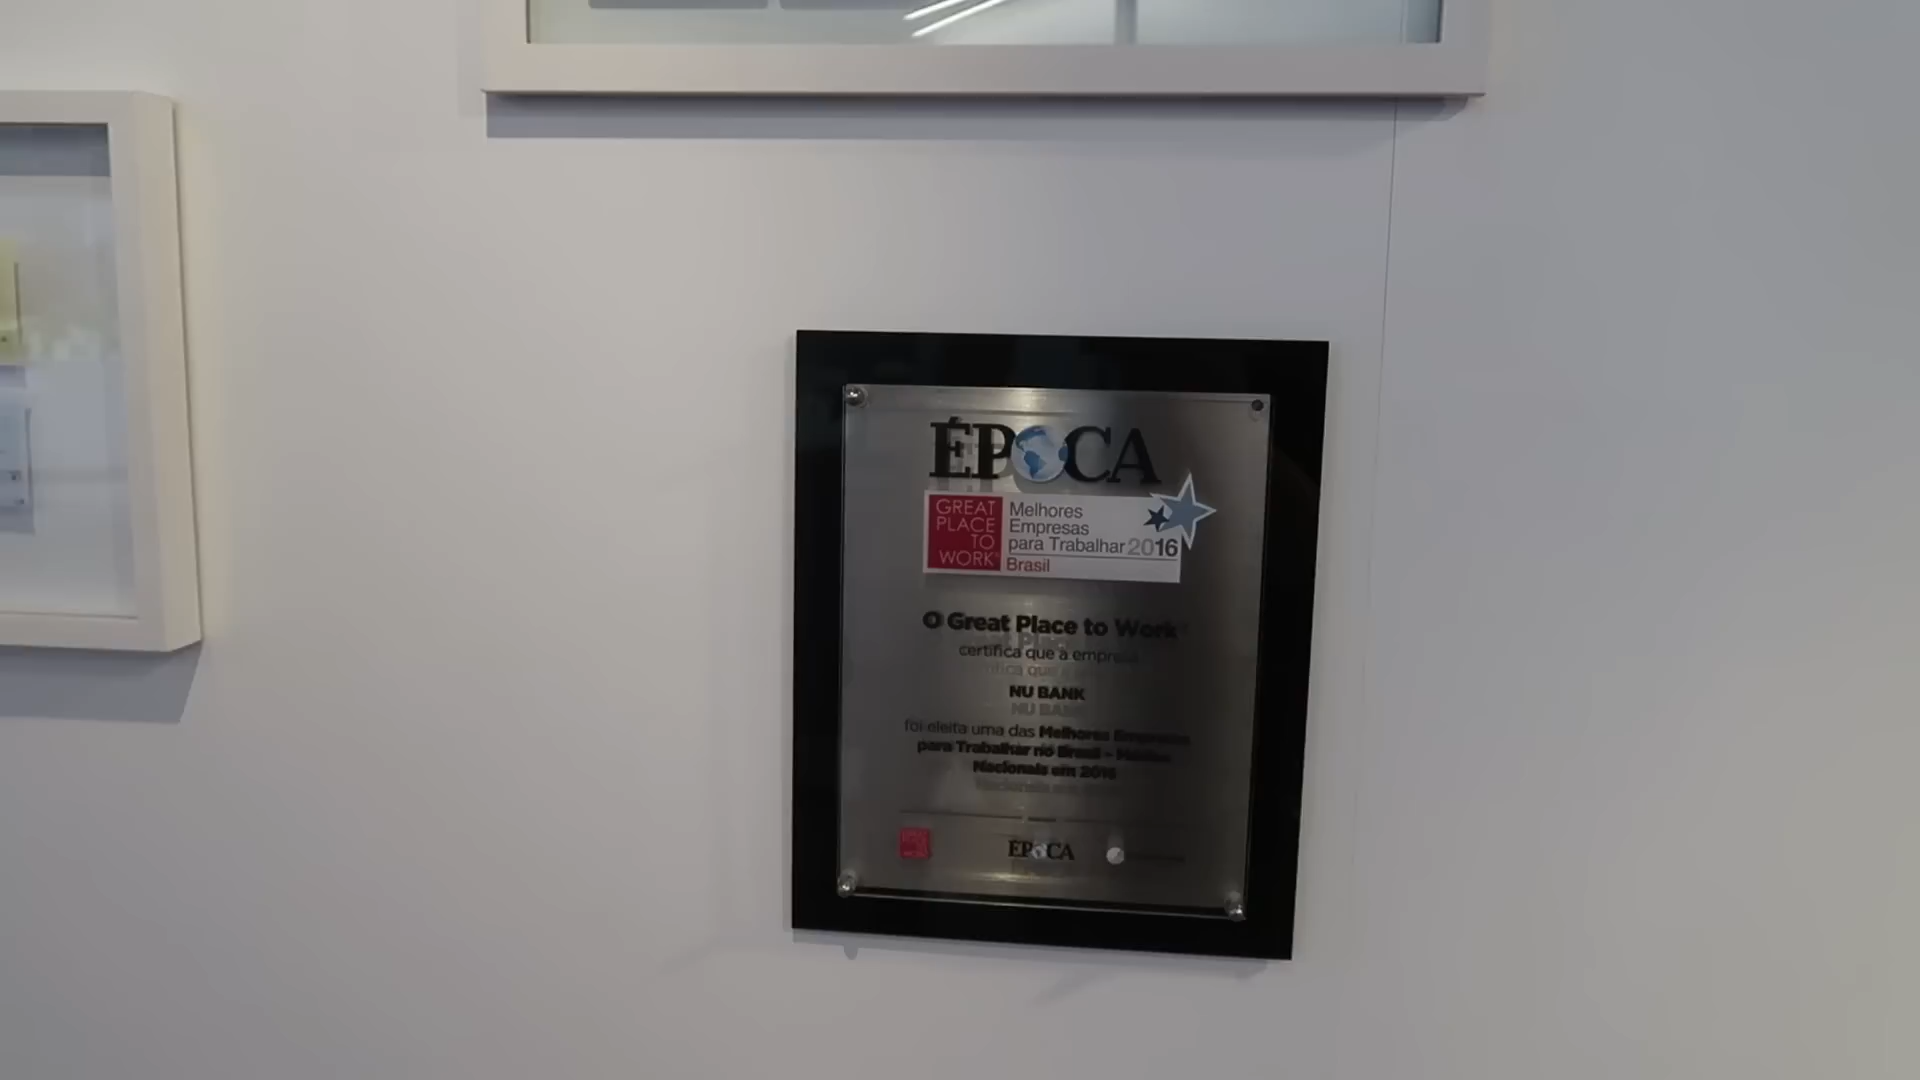 ÉPOCA
GREAT
PLACE
TO
WORK
Melhores
Empresas
para Trabalhar 2016
Brasil
O Great Place to Work
certifica que a empresa
NU BANK
foi eleita uma das Melhores Empresas
para Trabalhar no Brasil -
Nacionais em 2016
ÉPOCA